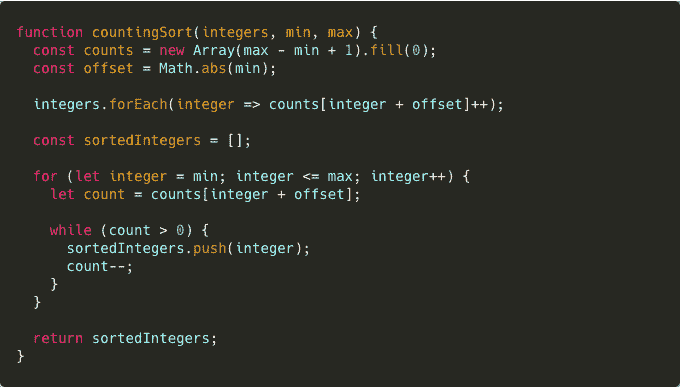 function countingSort(integers, min, max) {
  const counts = new Array(max - min + 1).fill(0);
  const offset = Math.abs(min);

  integers.forEach(integer => counts[integer + offset]++);

  const sortedIntegers = [];

  for (let integer = min; integer <= max; integer++) {
    let count = counts[integer + offset];

    while (count > 0) {
      sortedIntegers.push(integer);
      count--;
    }
  }

  return sortedIntegers;
}